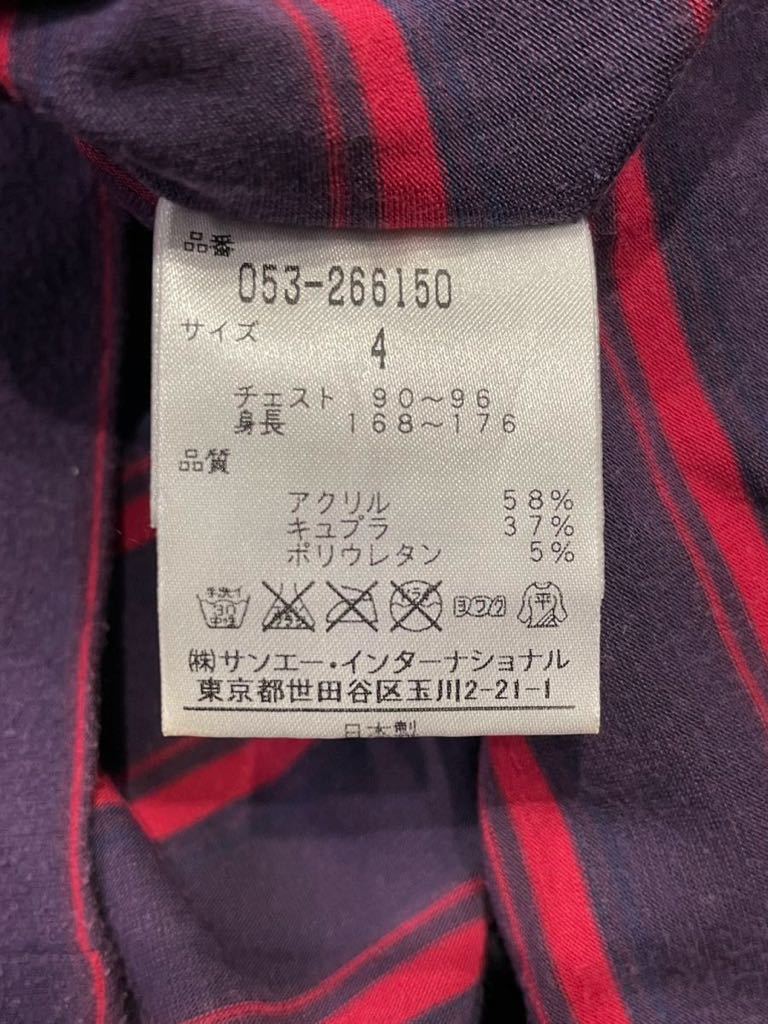 品番
053-266150
サイズ
4
チェスト 90～96
身長 168～176
品質
アクリル 58%
キュプラ 37%
ポリウレタン 5%
手洗イ 30 中性 ヨワク 平
(株)サンエー・インターナショナル
東京都世田谷区玉川2-21-1
日本製